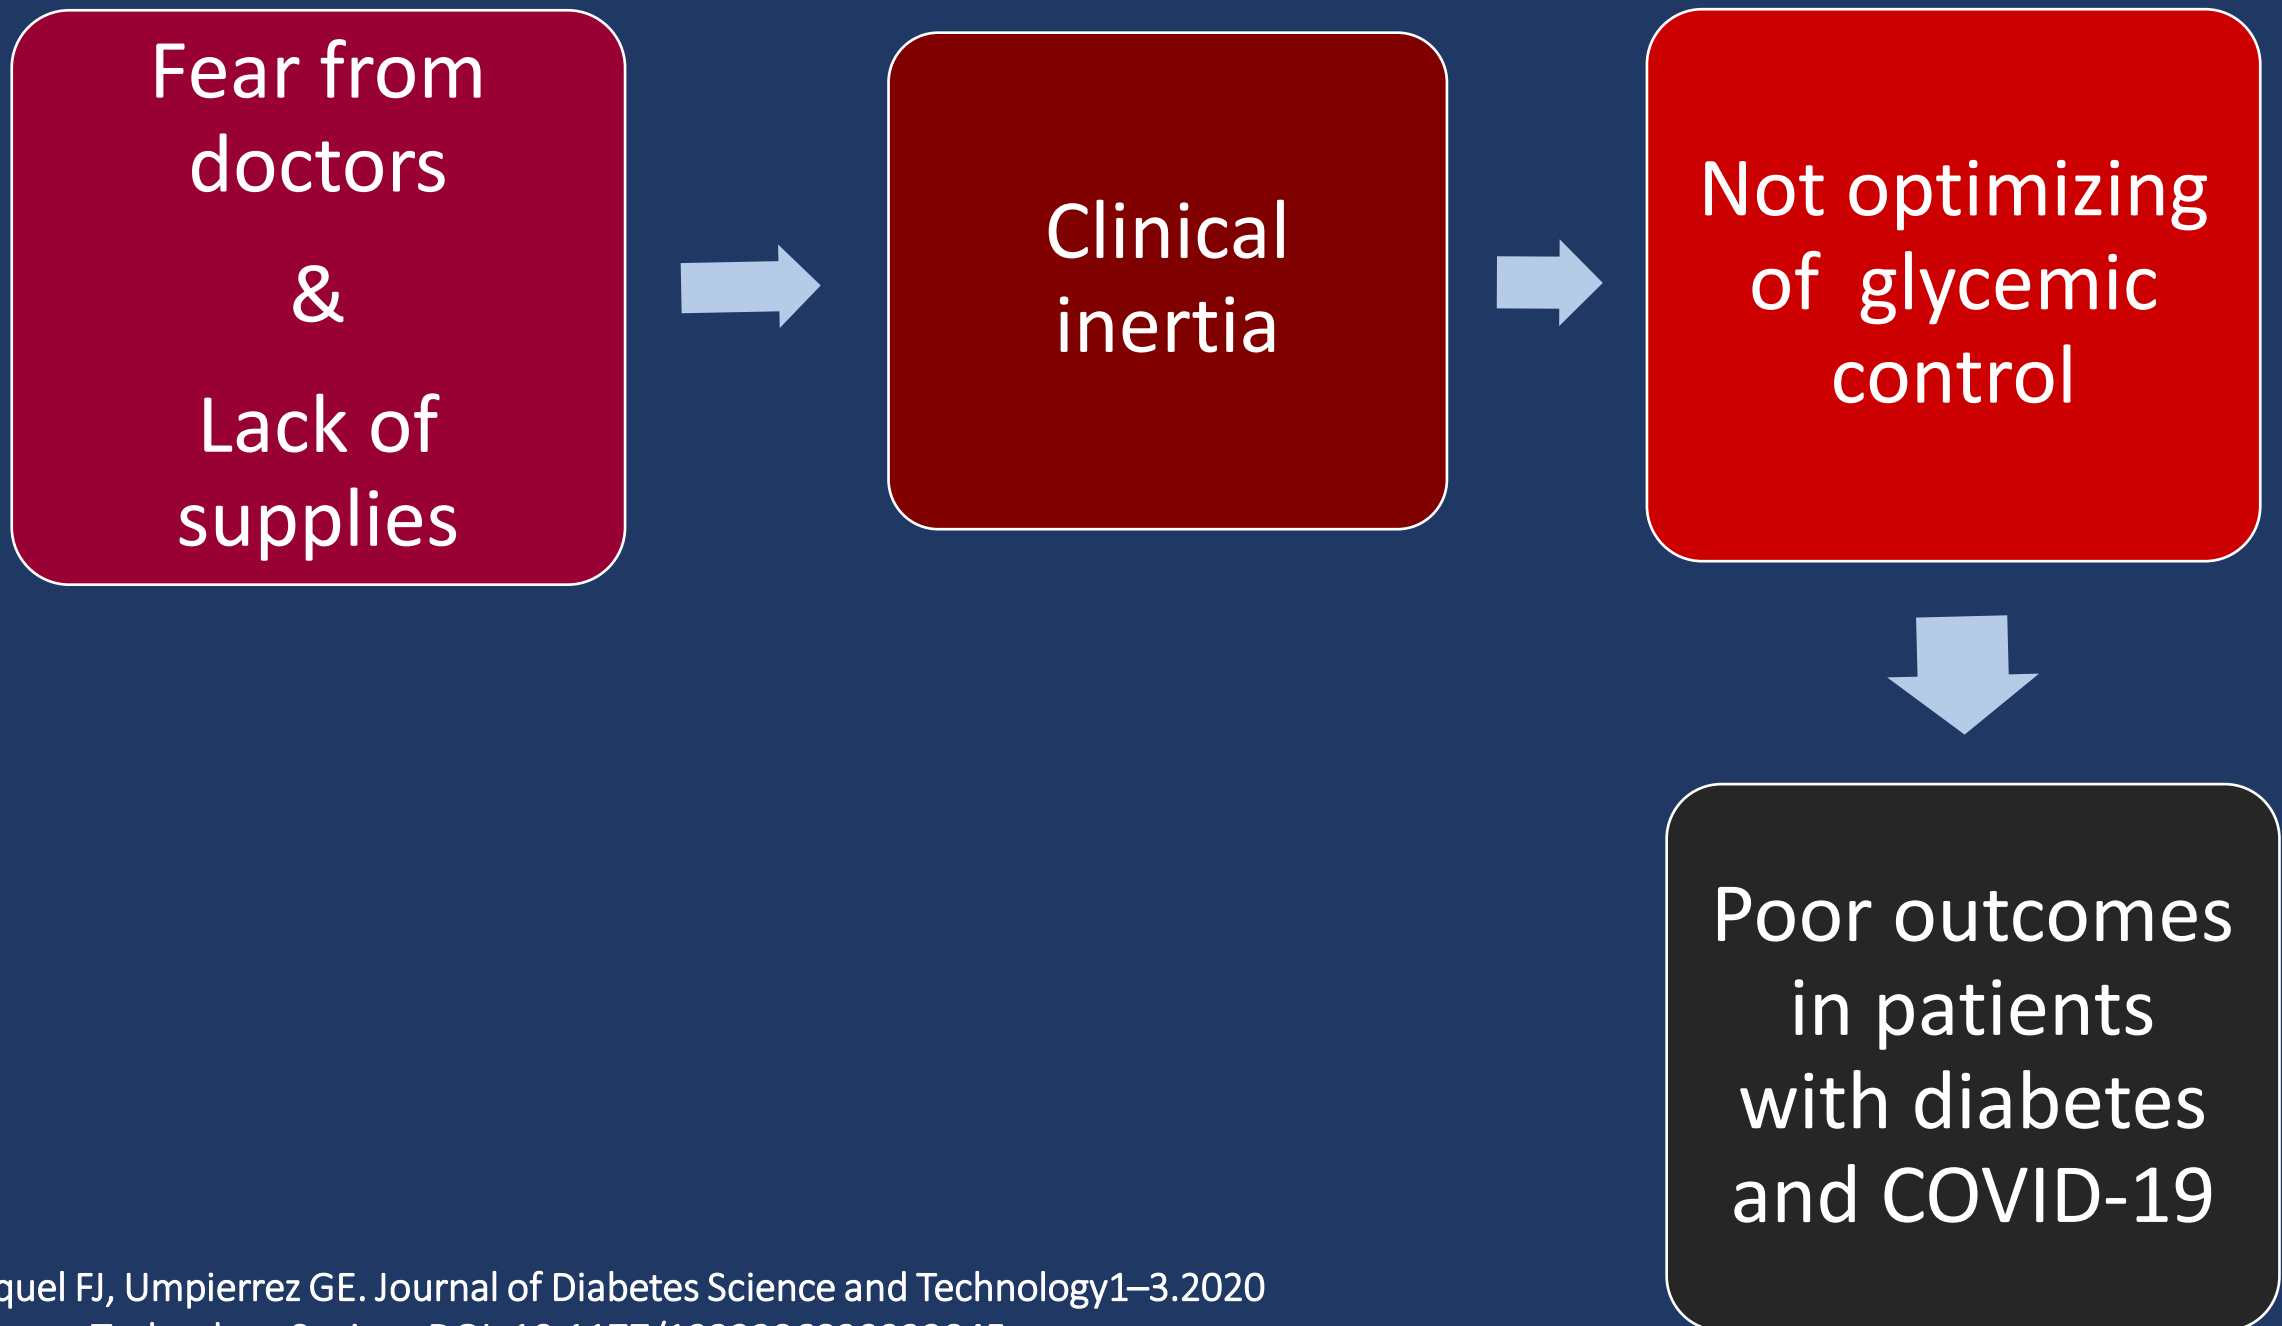 Fear from
doctors
&
Lack of
supplies
Clinical
inertia
Not optimizing
of glycemic
control
Poor outcomes
in patients
with diabetes
and COVID-19
FJ, Umpierrez GE. Journal of Diabetes Science and Technology1–3.2020